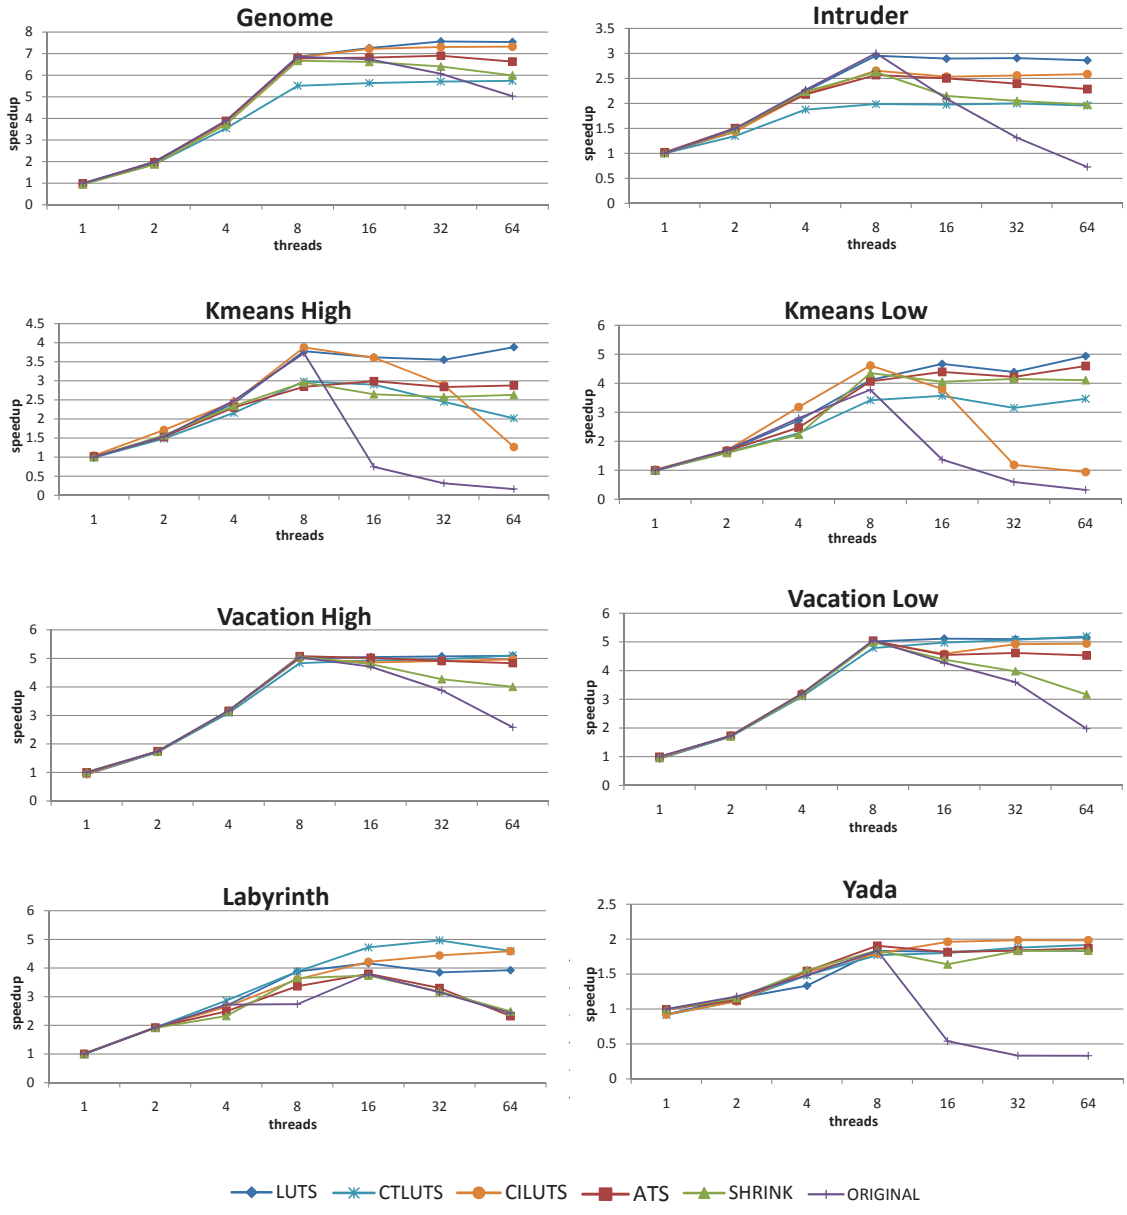 Genome
8
7
6
5
4
3
2
1
0
speedup
1 2 4 8 16 32 64
threads
Intruder
3.5
3
2.5
2
1.5
1
0.5
0
speedup
1 2 4 8 16 32 64
threads
Kmeans High
4.5
4
3.5
3
2.5
2
1.5
1
0.5
0
speedup
1 2 4 8 16 32 64
threads
Kmeans Low
6
5
4
3
2
1
0
speedup
1 2 4 8 16 32 64
threads
Vacation High
6
5
4
3
2
1
0
speedup
1 2 4 8 16 32 64
Vacation Low
6
5
4
3
2
1
0
speedup
1 2 4 8 16 32 64
threads
Labyrinth
6
5
4
3
2
1
0
speedup
1 2 4 8 16 32 64
threads
Yada
2.5
2
1.5
1
0.5
0
speedup
1 2 4 8 16 32 64
threads
LUTS CTLUTS CILUTS ATS SHRINK ORIGINAL